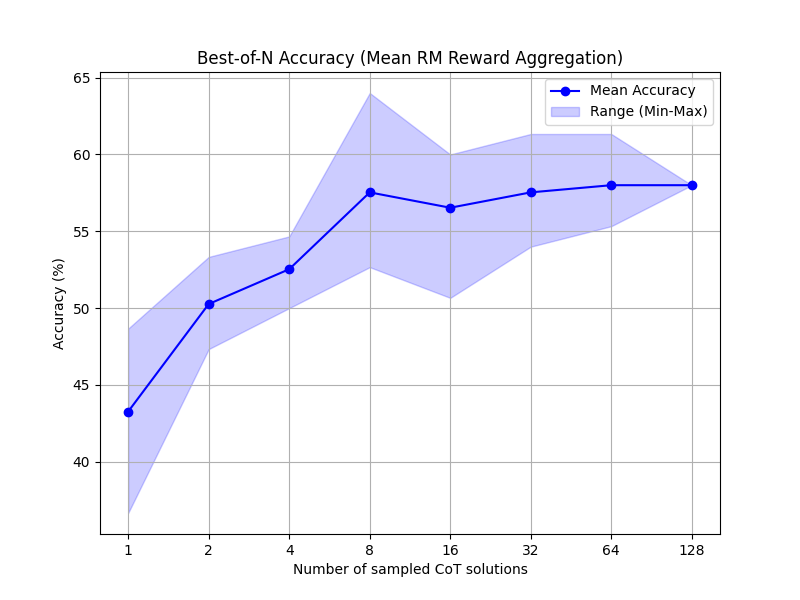 Best-of-N Accuracy (Mean RM Reward Aggregation)
Mean Accuracy
Range (Min-Max)
Accuracy (%)
65
60
55
50
45
40
1 2 4 8 16 32 64 128
Number of sampled CoT solutions